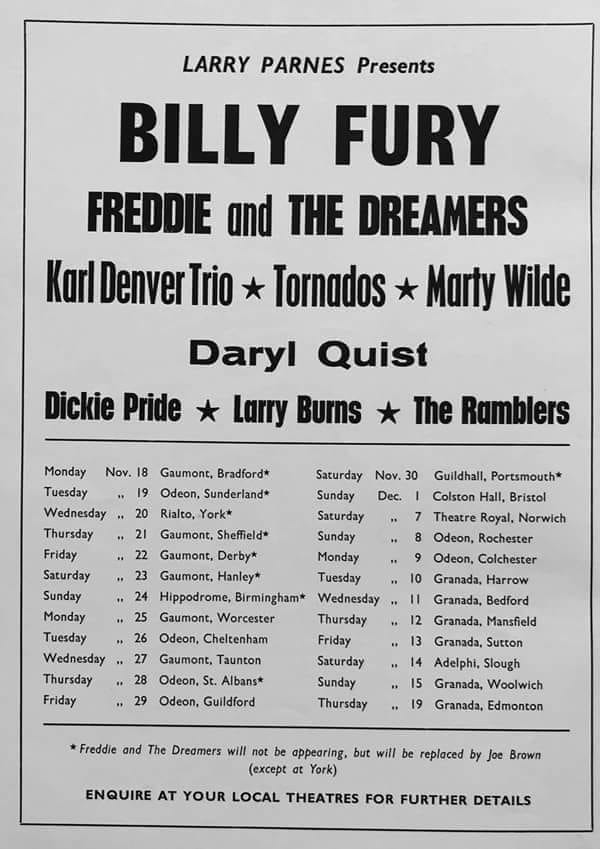 LARRY PARNES Presents
BILLY FURY
FREDDIE and THE DREAMERS
Karl Denver Trio ★ Tornados ★ Marty Wilde
Daryl Quist
Dickie Pride ★ Larry Burns ★ The Ramblers
Monday Nov. 18 Gaumont, Bradford*
Tuesday ,, 19 Odeon, Sunderland*
Wednesday ,, 20 Rialto, York*
Thursday ,, 21 Gaumont, Sheffield*
Friday ,, 22 Gaumont, Derby*
Saturday ,, 23 Gaumont, Hanley*
Sunday ,, 24 Hippodrome, Birmingham*
Monday ,, 25 Gaumont, Worcester
Tuesday ,, 26 Odeon, Cheltenham
Wednesday ,, 27 Gaumont, Taunton
Thursday ,, 28 Odeon, St. Albans*
Friday ,, 29 Odeon, Guildford
Saturday Nov. 30 Guildhall, Portsmouth*
Sunday Dec. 1 Colston Hall, Bristol
Saturday ,, 7 Theatre Royal, Norwich
Sunday ,, 8 Odeon, Rochester
Monday ,, 9 Odeon, Colchester
Tuesday ,, 10 Granada, Harrow
Wednesday ,, 11 Granada, Bedford
Thursday ,, 12 Granada, Mansfield
Friday ,, 13 Granada, Sutton
Saturday ,, 14 Adelphi, Slough
Sunday ,, 15 Granada, Woolwich
Thursday ,, 19 Granada, Edmonton
* Freddie and The Dreamers will not be appearing, but will be replaced by Joe Brown
(except at York)
ENQUIRE AT YOUR LOCAL THEATRES FOR FURTHER DETAILS